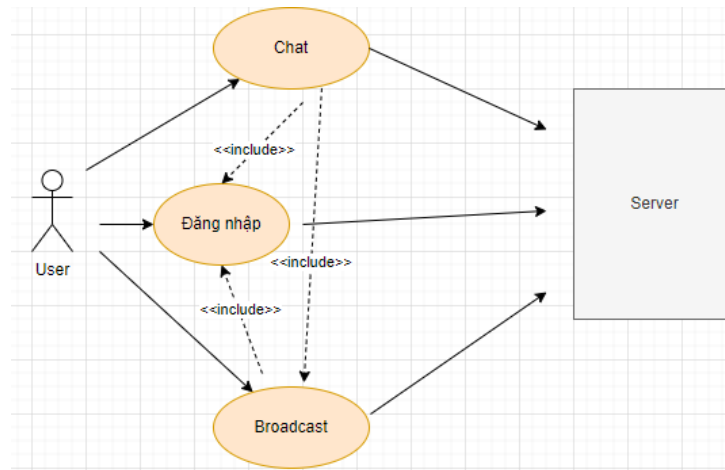 Chat
<<include>>
Đăng nhập
Server
User
<<include>>
<<include>>
Broadcast